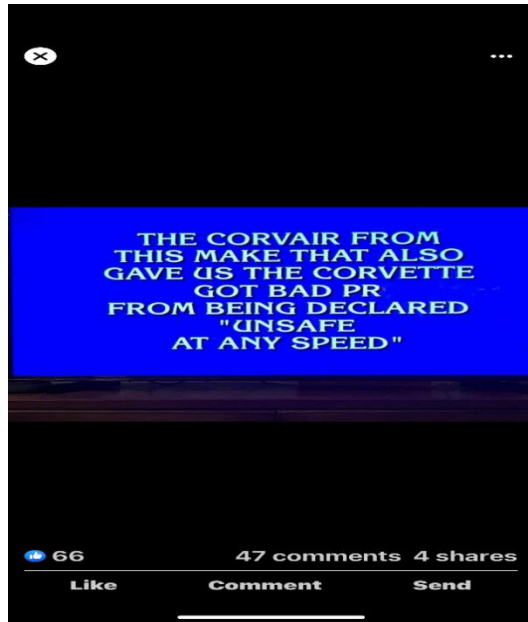 THE CORVAIR FROM
THIS MAKE THAT ALSO
GAVE US THE CORVETTE
GOT BAD PR
FROM BEING DECLARED
"UNSAFE
AT ANY SPEED"
66
47 comments 4 shares
Like Comment Send